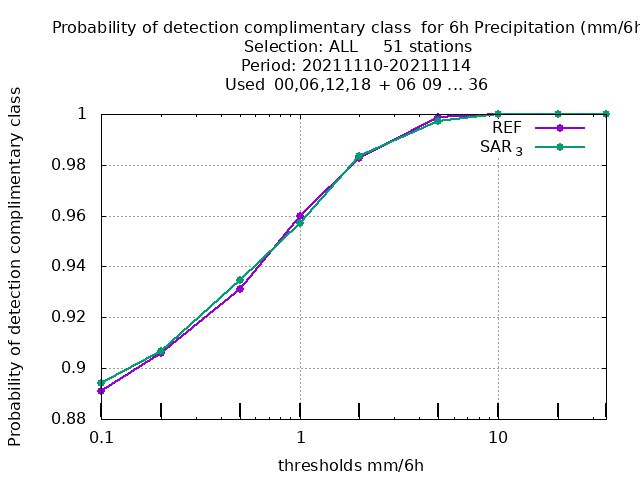 Probability of detection complimentary class for 6h Precipitation (mm/6h
Selection: ALL 51 stations
Period: 20211110-20211114
Used 00,06,12,18 + 06 09 ... 36
Probability of detection complimentary class
1
0.98
0.96
0.94
0.92
0.9
0.88
REF
SAR 3
0.1 1 10
thresholds mm/6h